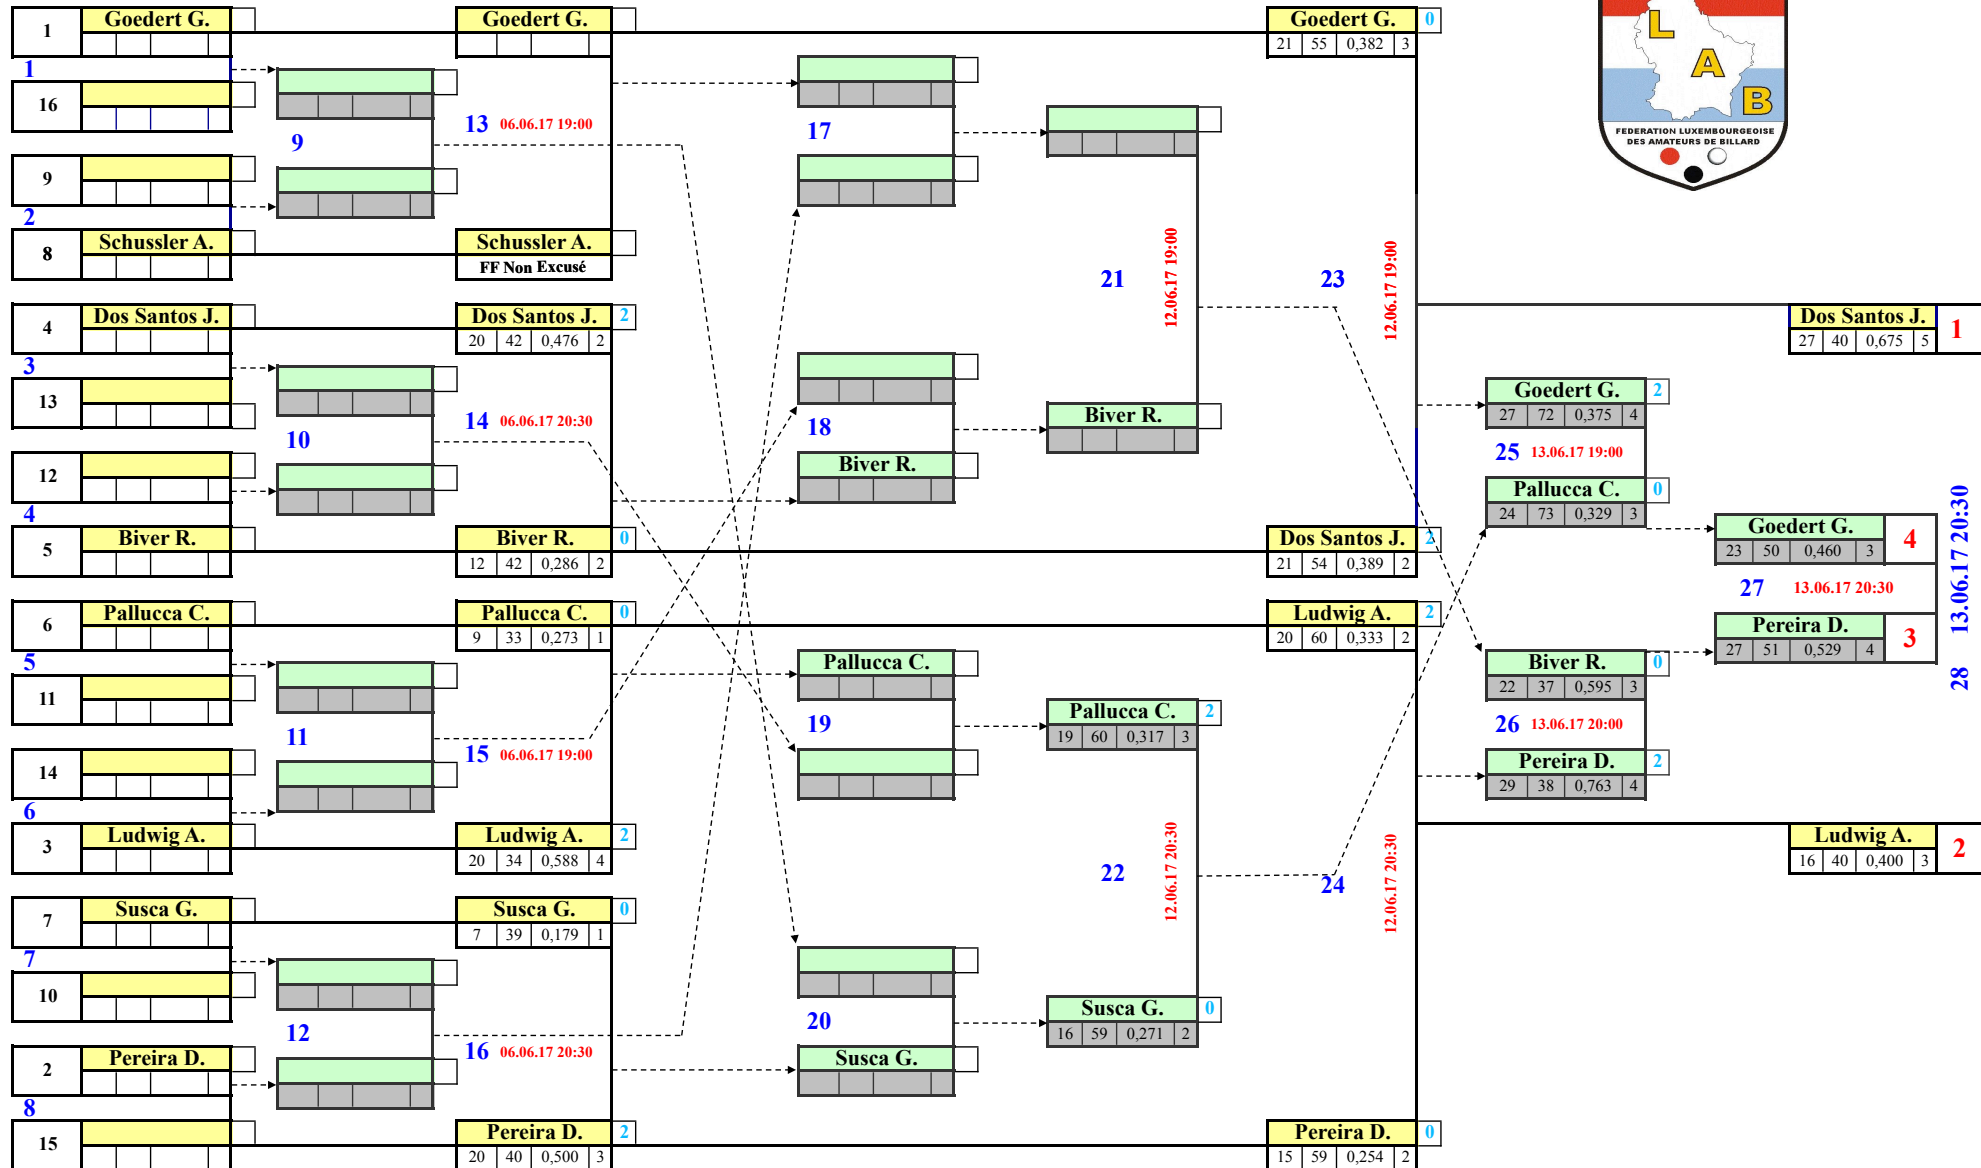 1 Goedert G.
1
16
9
2
8 Schussler A.
4 Dos Santos J.
3
13
12
4
5 Biver R.
6 Pallucca C.
5
11
14
6
3 Ludwig A.
7 Susca G.
7
10
2 Pereira D.
8
15
9
10
11
12
Goedert G.
13 06.06.17 19:00
Schussler A.
FF Non Excusé
Dos Santos J. 2
20 42 0,476 2
14 06.06.17 20:30
Biver R. 0
12 42 0,286 2
Pallucca C. 0
9 33 0,273 1
15 06.06.17 19:00
Ludwig A. 2
20 34 0,588 4
Susca G. 0
7 39 0,179 1
16 06.06.17 20:30
Pereira D. 2
20 40 0,500 3
17
18
Biver R.
Pallucca C.
19
20
Susca G.
21 12.06.17 19:00
Biver R.
Pallucca C. 2
19 60 0,317 3
22 12.06.17 20:30
Susca G. 0
16 59 0,271 2
Goedert G. 0
21 55 0,382 3
23 12.06.17 19:00
Dos Santos J. 2
21 54 0,389 2
Ludwig A. 2
20 60 0,333 2
24 12.06.17 20:30
Pereira D. 0
15 59 0,254 2
Goedert G. 2
27 72 0,375 4
25 13.06.17 19:00
Pallucca C. 0
24 73 0,329 3
Biver R. 0
22 37 0,595 3
26 13.06.17 20:00
Pereira D. 2
29 38 0,763 4
Goedert G. 4
23 50 0,460 3
27 13.06.17 20:30
Pereira D. 3
27 51 0,529 4
28 13.06.17 20:30
Dos Santos J. 1
27 40 0,675 5
Ludwig A. 2
16 40 0,400 3
L
A
B
FEDERATION LUXEMBOURGEOISE
DES AMATEURS DE BILLARD